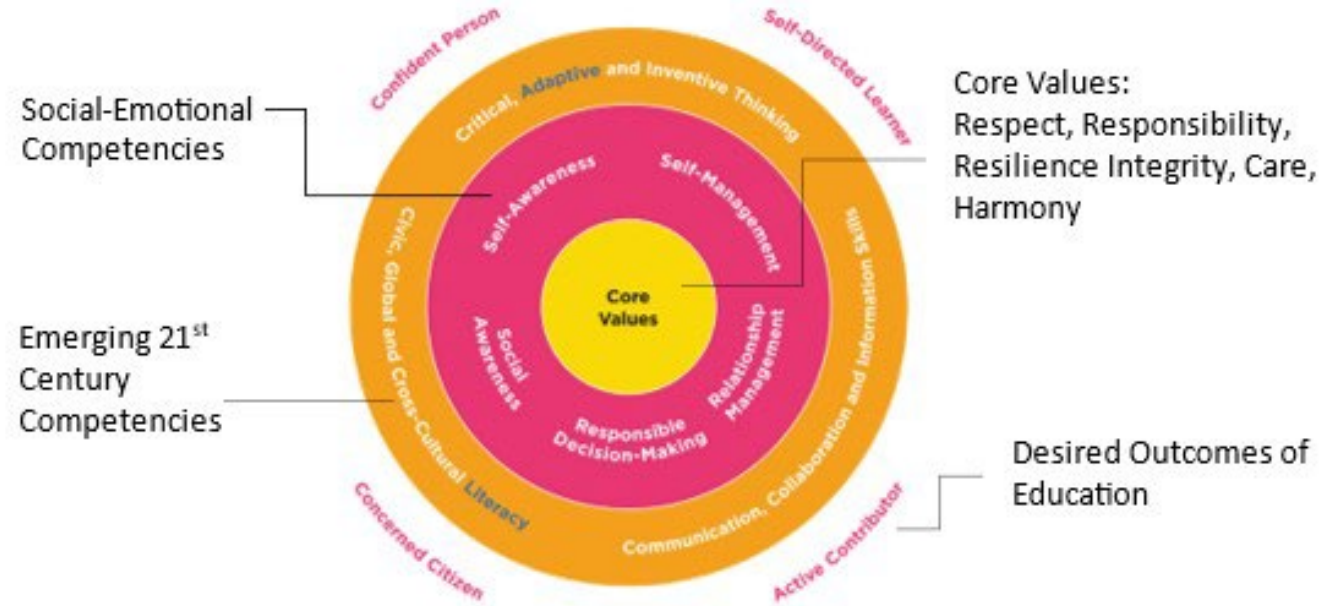 Confident Person
Self-Directed Learner
Social-Emotional
Competencies
Critical, Adaptive and Inventive Thinking
Core Values:
Respect, Responsibility,
Resilience Integrity, Care,
Harmony
Self-Awareness
Self-Management
Civic, Global and Cross-Cultural Literacy
Communication, Collaboration and Information Skills
Core
Values
Emerging 21st
Century
Competencies
Social
Awareness
Relationship
Management
Responsible
Decision-Making
Desired Outcomes of
Education
Concerned Citizen
Active Contributor